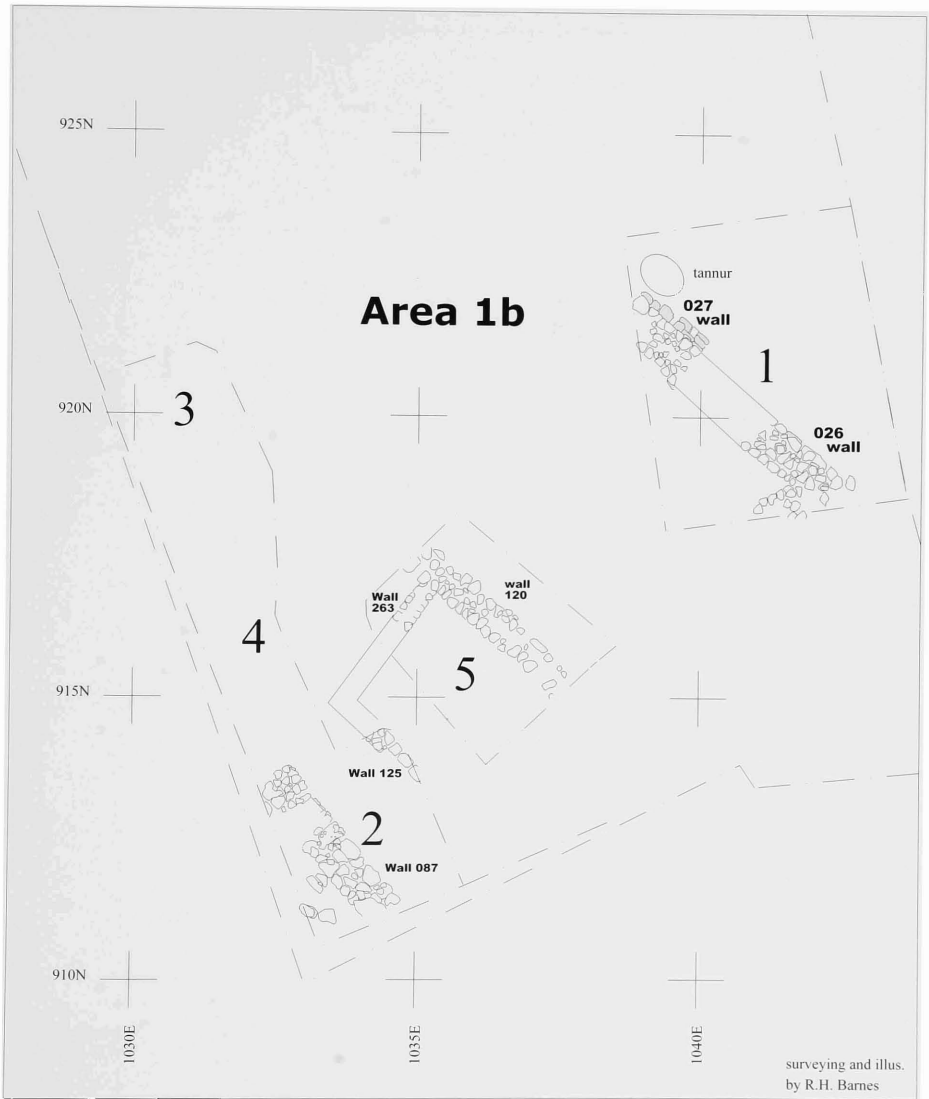 925N
tannur
027
wall
Area 1b
1
920N
3
026
wall
Wall
263
wall
120
4
5
915N
Wall 125
2
Wall 087
910N
1030E
1035E
1040E
surveying and illus.
by R.H. Barnes